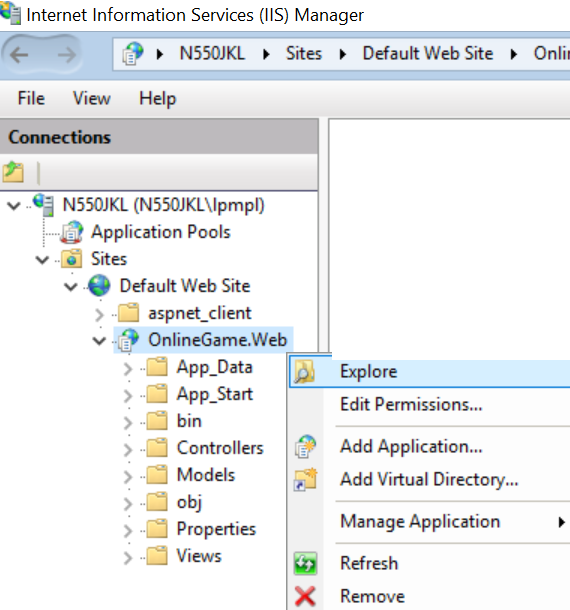 Internet Information Services (IIS) Manager
N550JKL Sites Default Web Site
File View Help
Connections
N550JKL (N550JKL\lpmpl)
Application Pools
Sites
Default Web Site
aspnet_client
OnlineGame.Web
App_Data
App_Start
bin
Controllers
Models
obj
Properties
Views
Explore
Edit Permissions...
Add Application...
Add Virtual Directory...
Manage Application
Refresh
Remove